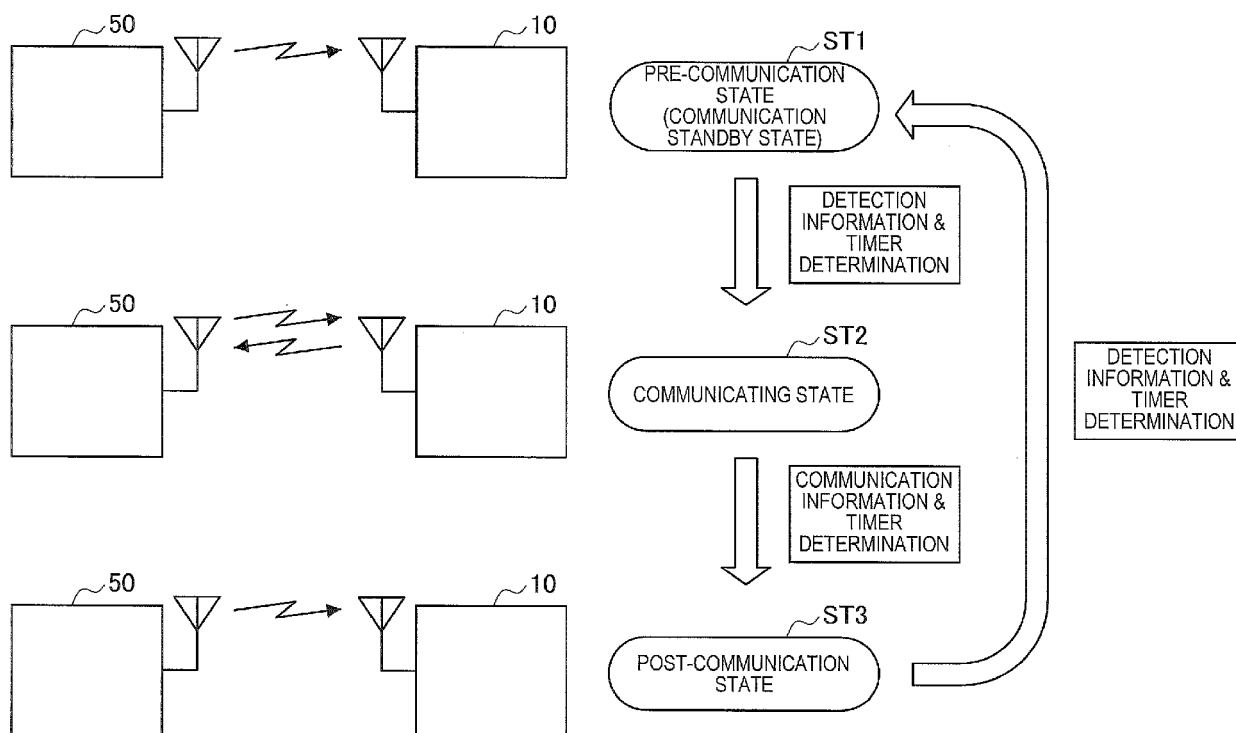 50
10
ST1
PRE-COMMUNICATION
STATE
(COMMUNICATION
STANDBY STATE)
DETECTION
INFORMATION &
TIMER
DETERMINATION
50
10
ST2
COMMUNICATING STATE
DETECTION
INFORMATION &
TIMER
DETERMINATION
COMMUNICATION
INFORMATION &
TIMER
DETERMINATION
50
10
ST3
POST-COMMUNICATION
STATE